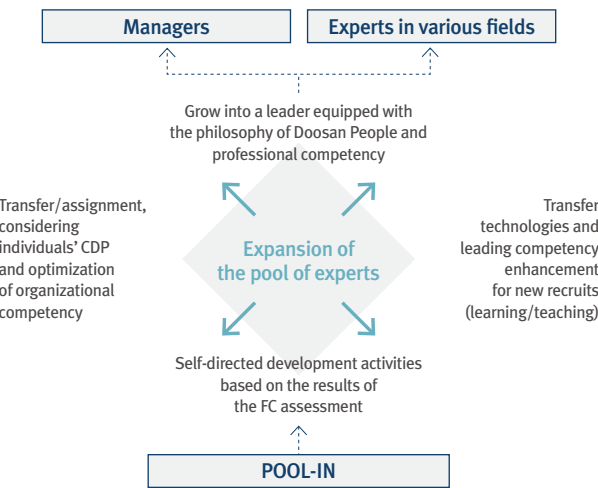 Managers
Experts in various fields
Grow into a leader equipped with
the philosophy of Doosan People and
professional competency
Transfer/assignment,
considering
individuals’ CDP
and optimization
of organizational
competency
Expansion of
the pool of experts
Transfer
technologies and
leading competency
enhancement
for new recruits
(learning/teaching)
Self-directed development activities
based on the results of
the FC assessment
POOL-IN